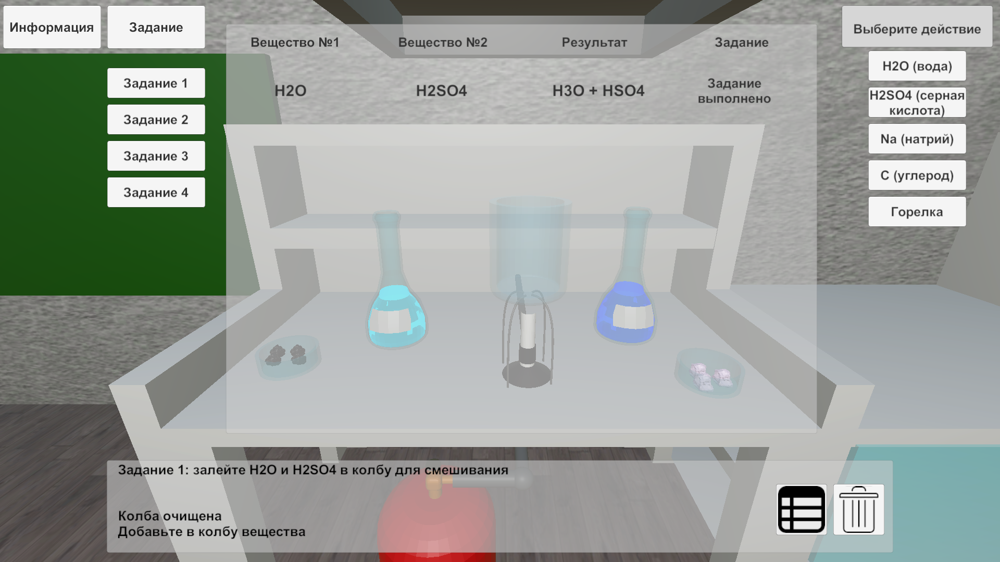 Информация
Задание
Выберите действие
Вещество №1
Вещество №2
Результат
Задание
H2O
H2SO4
H3O + HSO4
Задание
выполнено
Задание 1
Задание 2
Задание 3
Задание 4
H2O (вода)
H2SO4 (серная
кислота)
Na (натрий)
C (углерод)
Горелка
Задание 1: залейте H2O и H2SO4 в колбу для смешивания
Колба очищена
Добавьте в колбу вещества